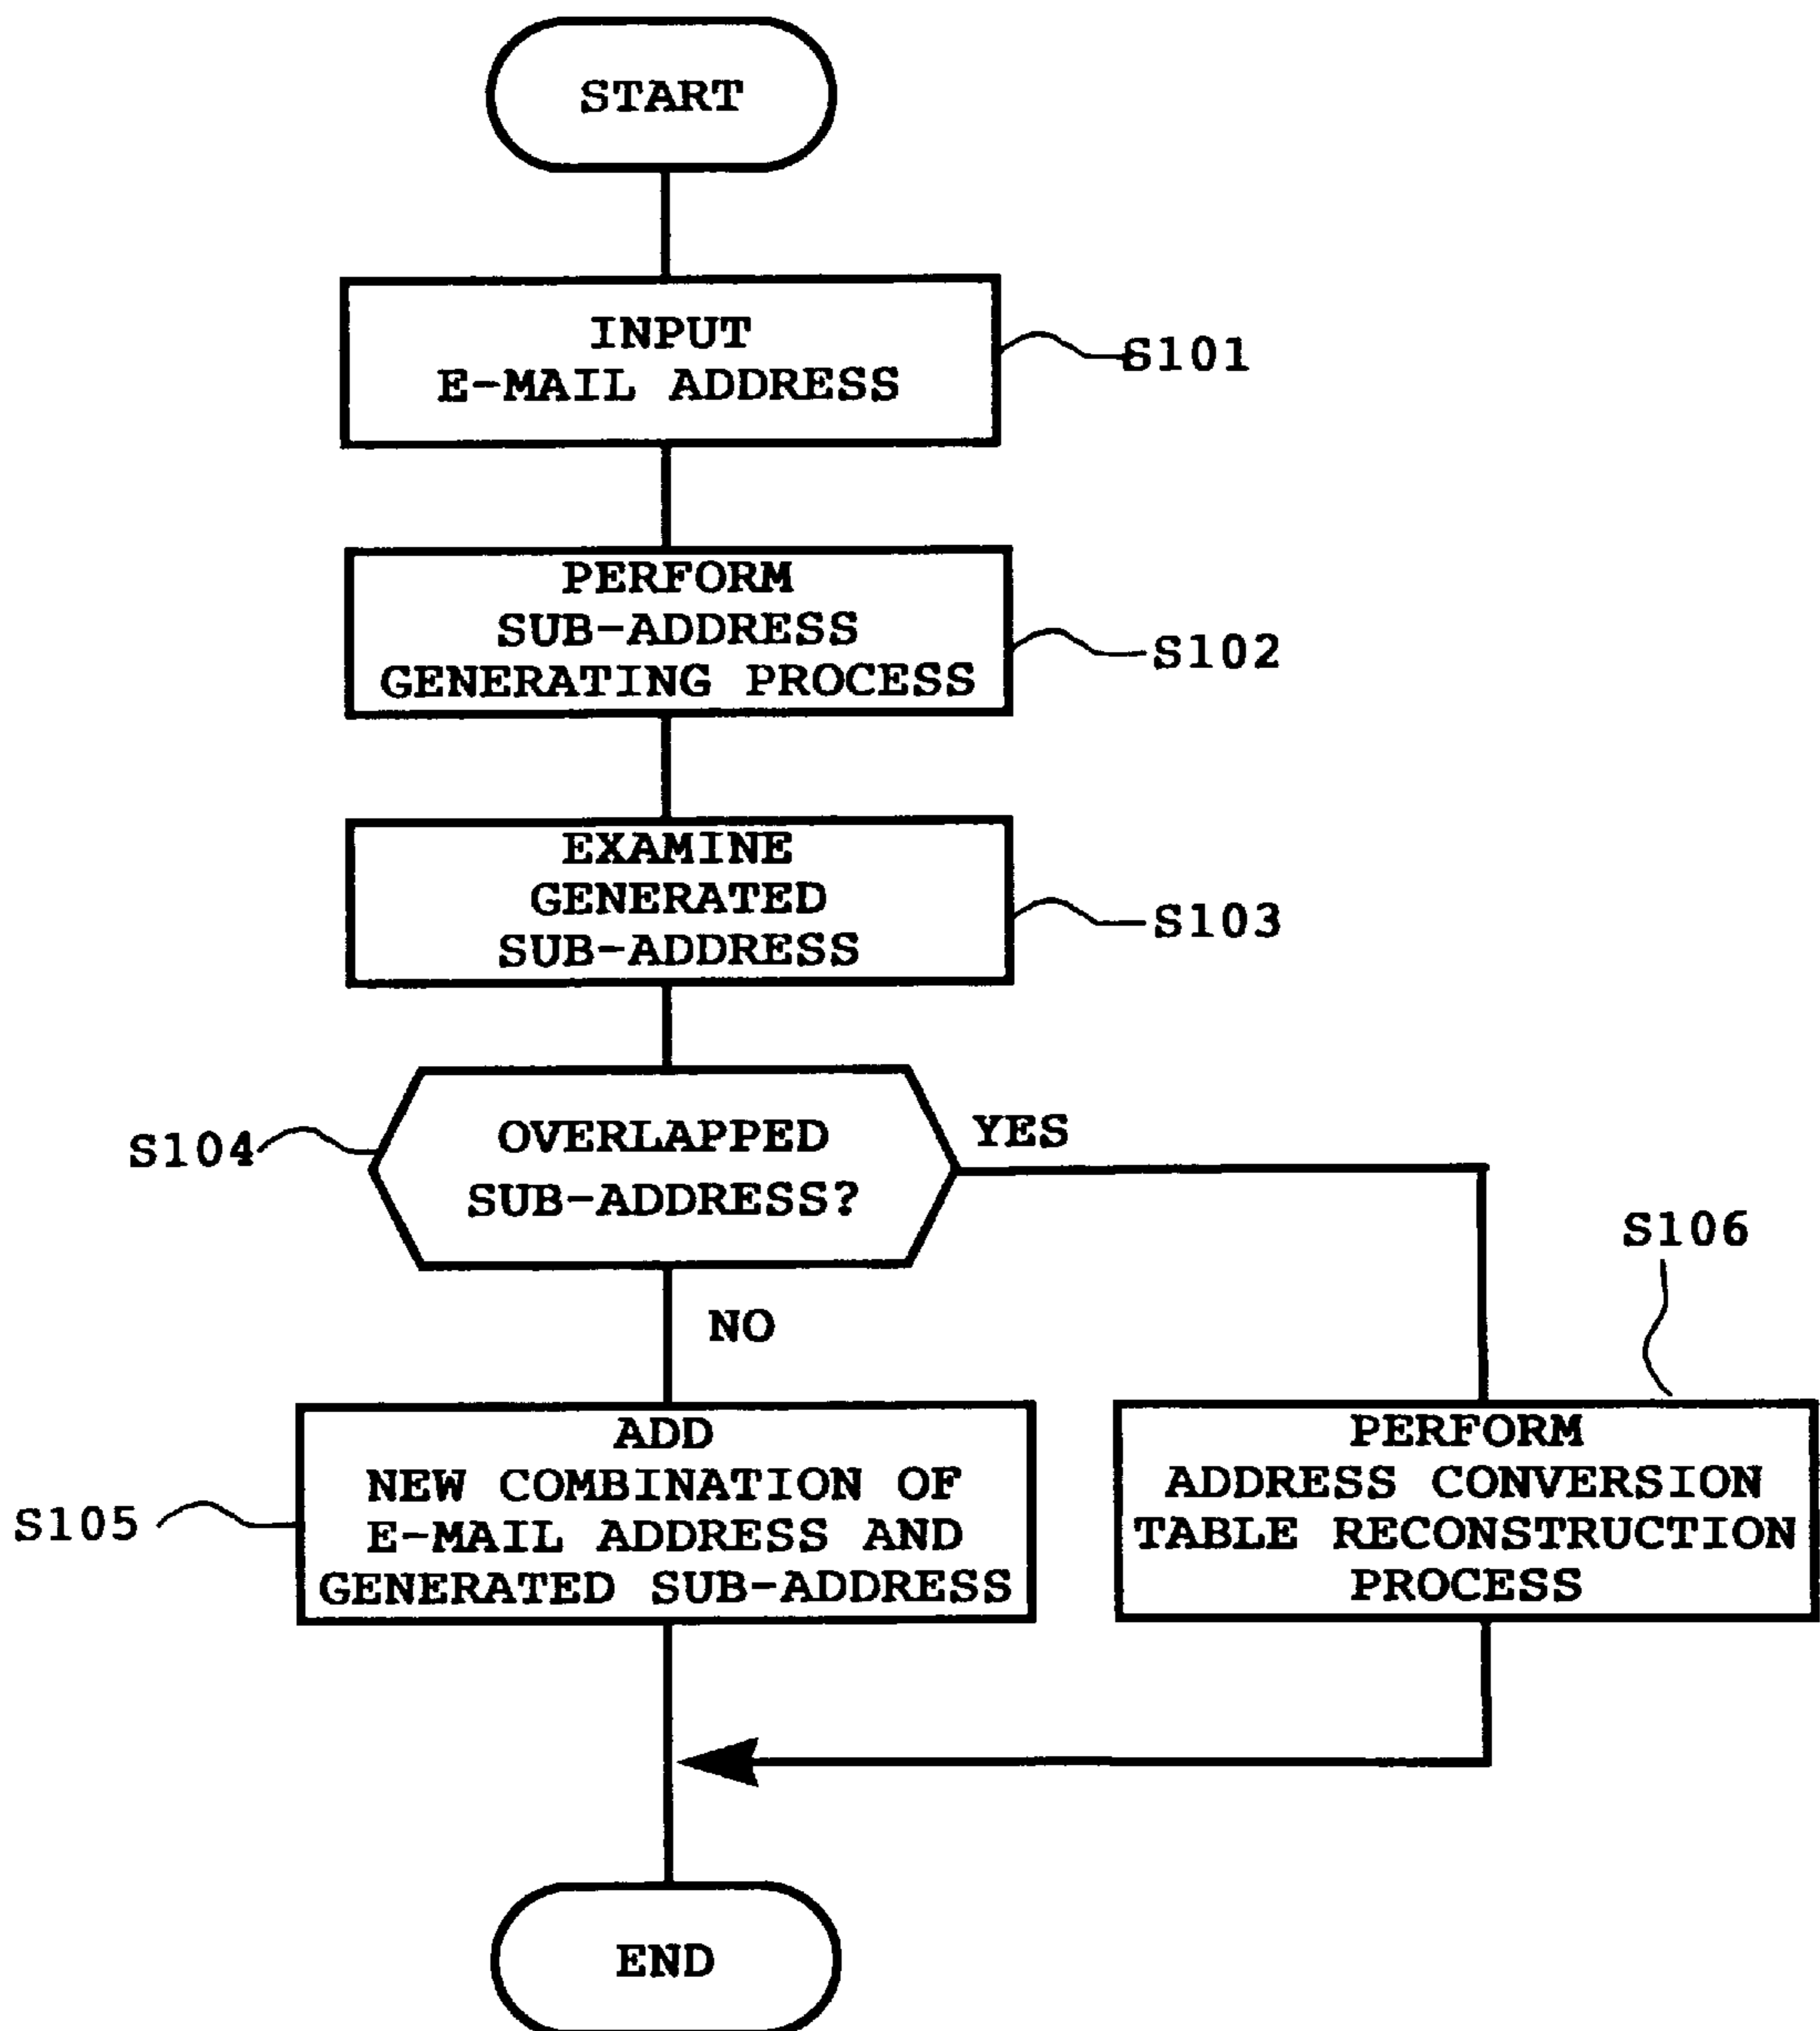 START
INPUT
E-MAIL ADDRESS
S101
PERFORM
SUB-ADDRESS
GENERATING PROCESS
S102
EXAMINE
GENERATED
SUB-ADDRESS
S103
S104
OVERLAPPED
SUB-ADDRESS?
YES
NO
S106
S105
ADD
NEW COMBINATION OF
E-MAIL ADDRESS AND
GENERATED SUB-ADDRESS
PERFORM
ADDRESS CONVERSION
TABLE RECONSTRUCTION
PROCESS
END